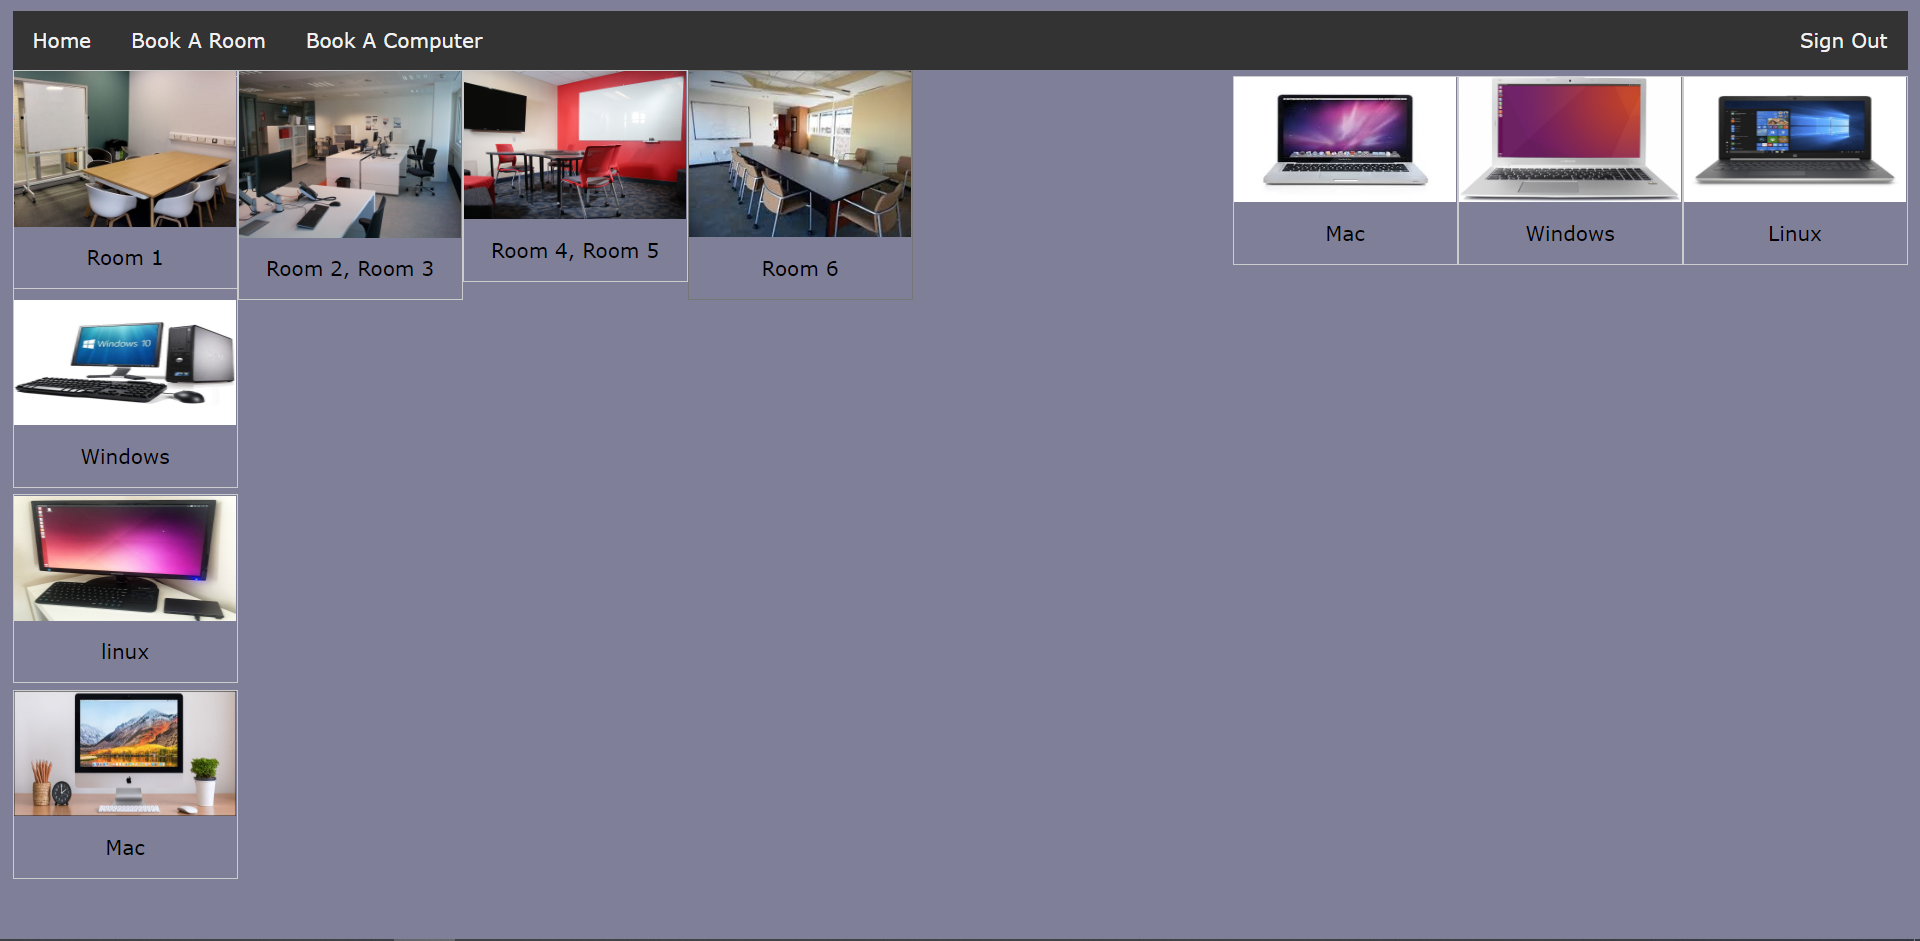 Home Book A Room Book A Computer Sign Out
Room 1
Room 2, Room 3
Room 4, Room 5
Room 6
Mac
Windows
Linux
Windows 10
Windows
linux
Mac